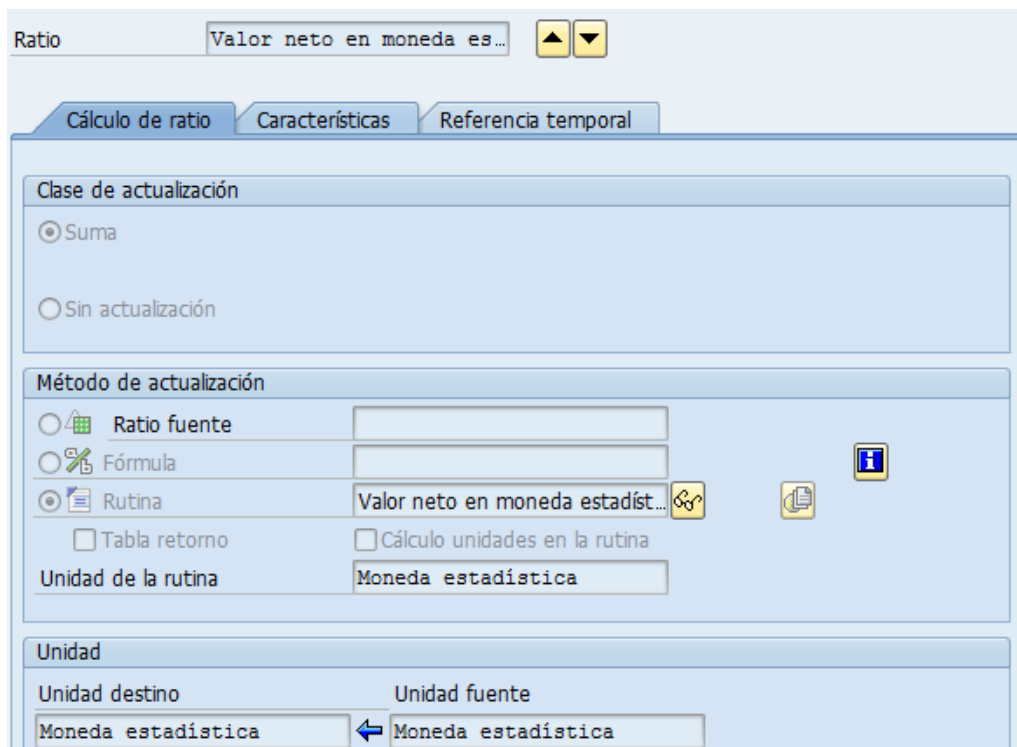 Ratio Valor neto en moneda es…
Cálculo de ratio Características Referencia temporal
Clase de actualización
Suma
Sin actualización
Método de actualización
Ratio fuente
Fórmula
Rutina Valor neto en moneda estadíst…
Tabla retorno Cálculo unidades en la rutina
Unidad de la rutina Moneda estadística
Unidad
Unidad destino Unidad fuente
Moneda estadística Moneda estadística